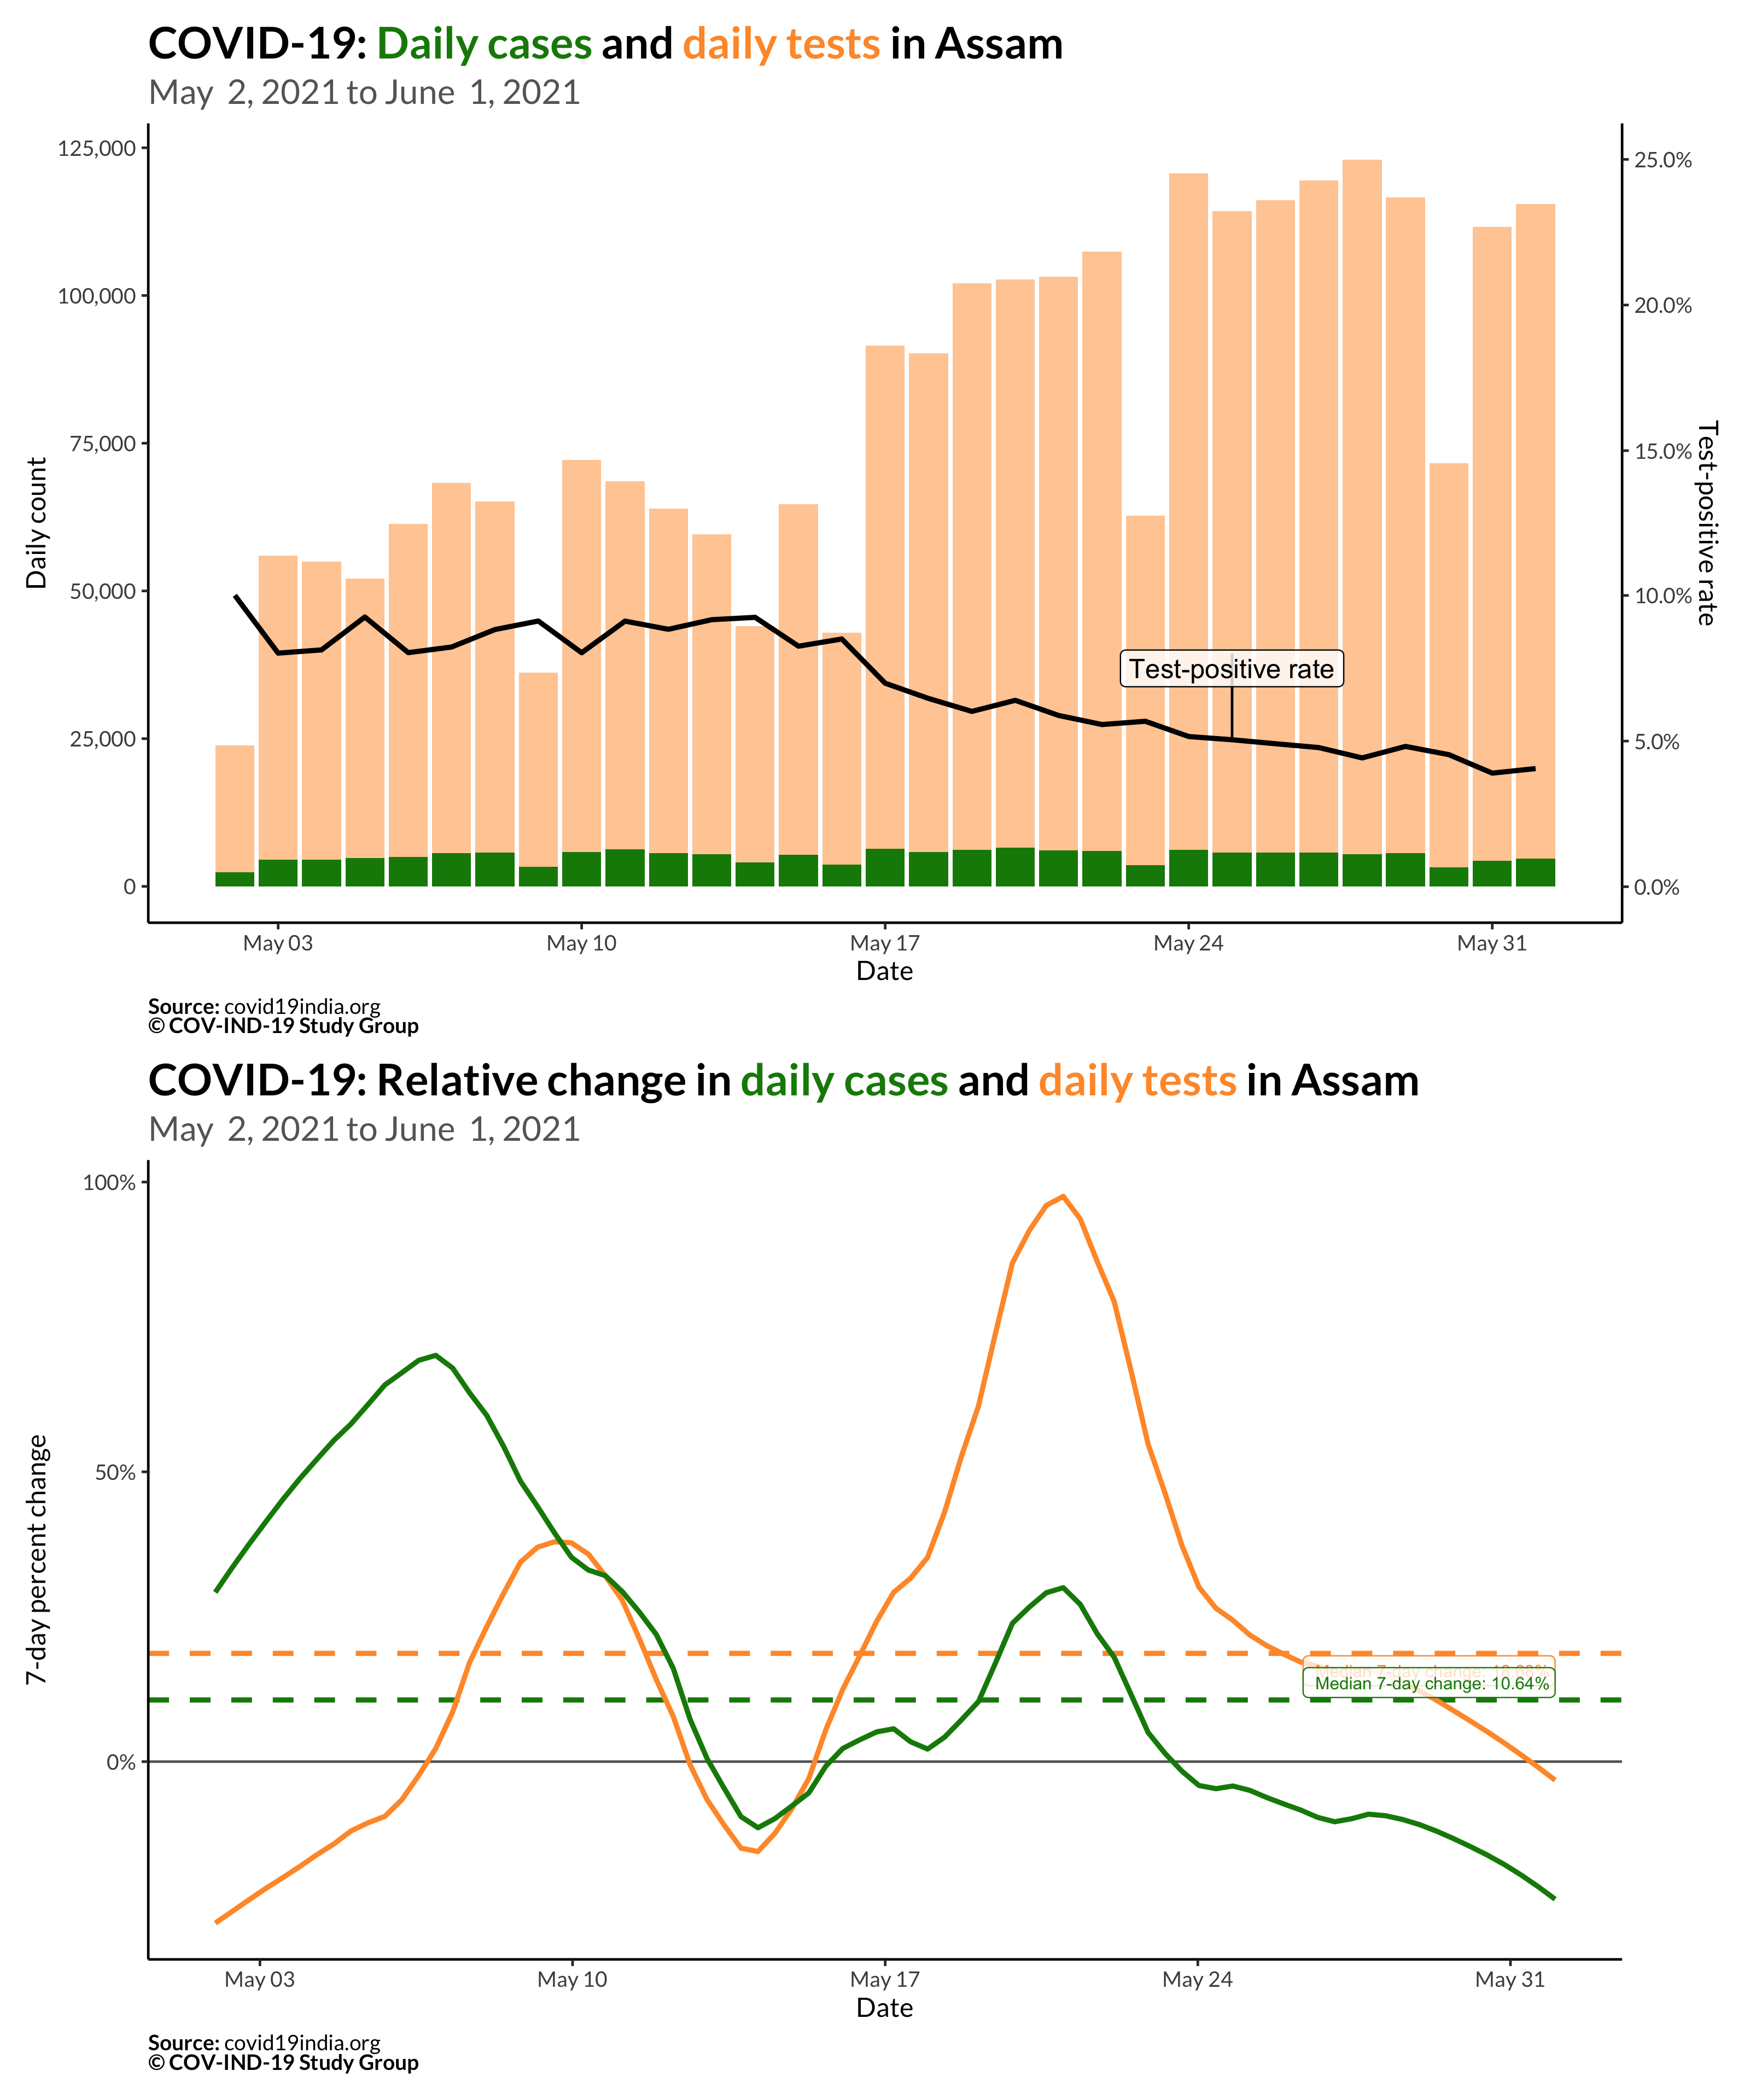 COVID-19: Daily cases and daily tests in Assam
May 2, 2021 to June 1, 2021
125,000
100,000
75,000
50,000
25,000
0
Daily count
25.0%
20.0%
15.0%
10.0%
5.0%
0.0%
Test-positive rate
Test-positive rate
May 03
May 10
May 17
May 24
May 31
Date
Source: covid19india.org
© COV-IND-19 Study Group
COVID-19: Relative change in daily cases and daily tests in Assam
May 2, 2021 to June 1, 2021
100%
50%
0%
7-day percent change
Median 7-day change:
Median 7-day change: 10.64%
May 03
May 10
May 17
May 24
May 31
Date
Source: covid19india.org
© COV-IND-19 Study Group